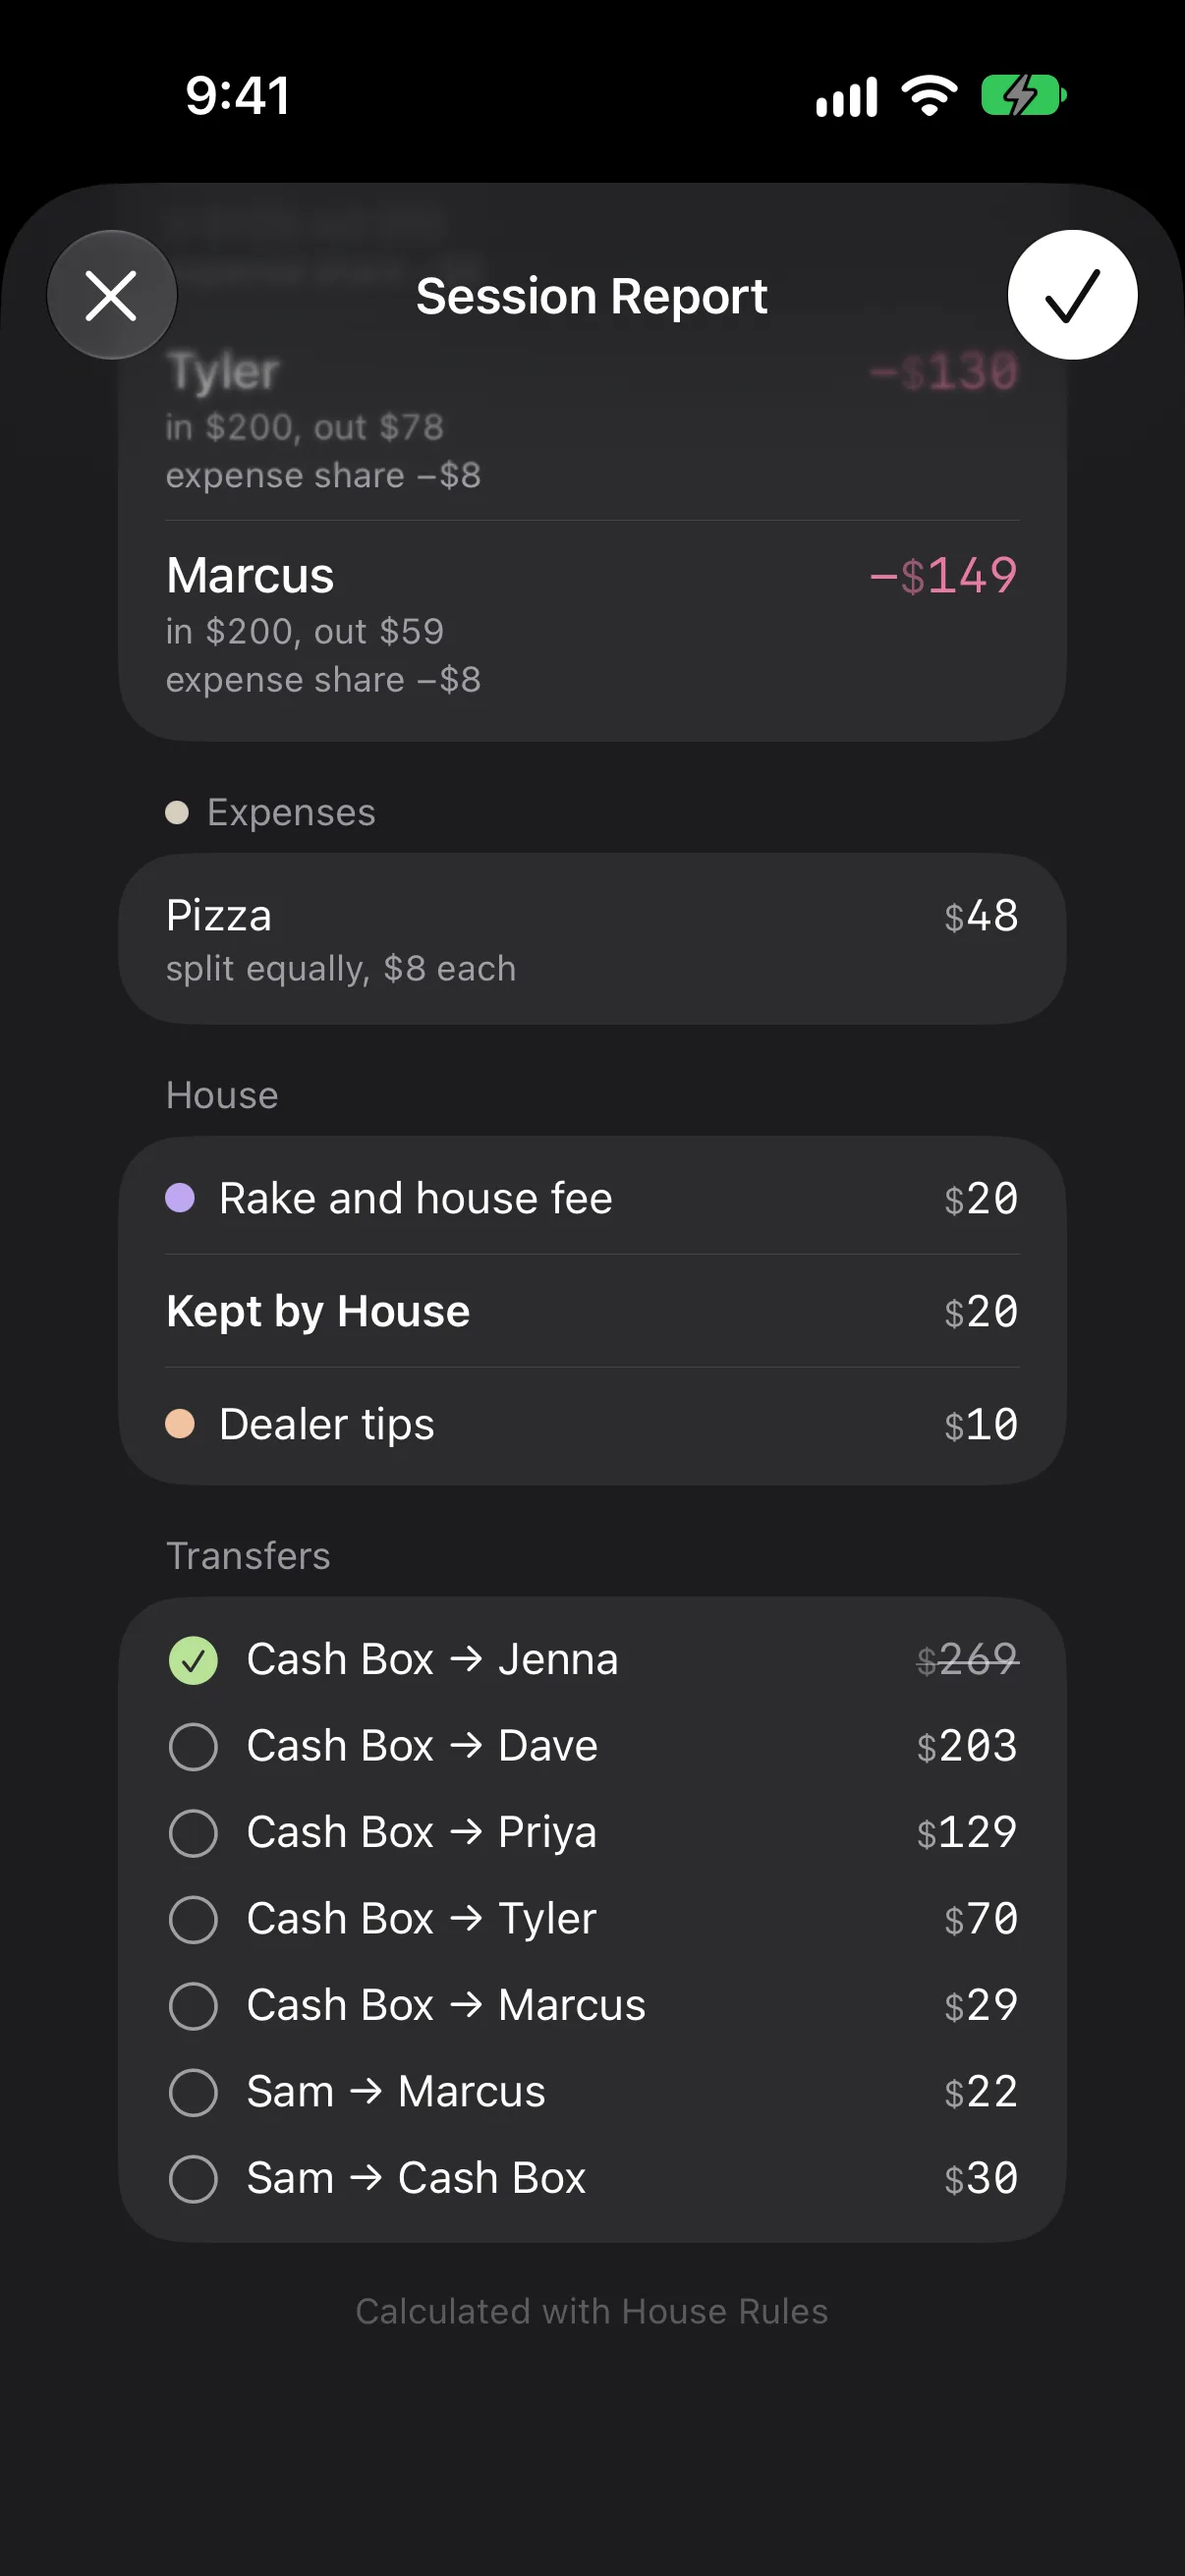 9:41
Session Report
Tyler −$130
in $200, out $78
expense share −$8
Marcus −$149
in $200, out $59
expense share −$8
Expenses
Pizza $48
split equally, $8 each
House
Rake and house fee $20
Kept by House $20
Dealer tips $10
Transfers
Cash Box → Jenna $269
Cash Box → Dave $203
Cash Box → Priya $129
Cash Box → Tyler $70
Cash Box → Marcus $29
Sam → Marcus $22
Sam → Cash Box $30
Calculated with House Rules